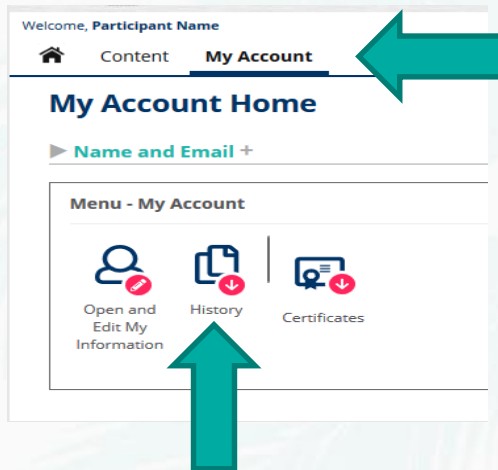 Welcome, Participant Name
Content My Account
My Account Home
Name and Email +
Menu - My Account
Open and
Edit My
Information
History
Certificates